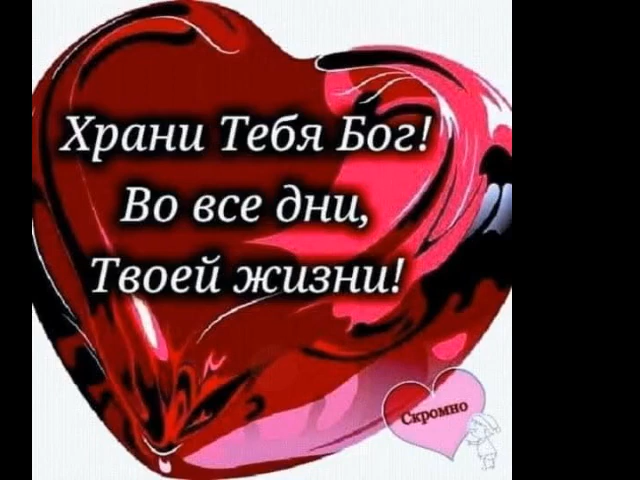 Храни Тебя Бог!
Во все дни,
Твоей жизни!
Скромно